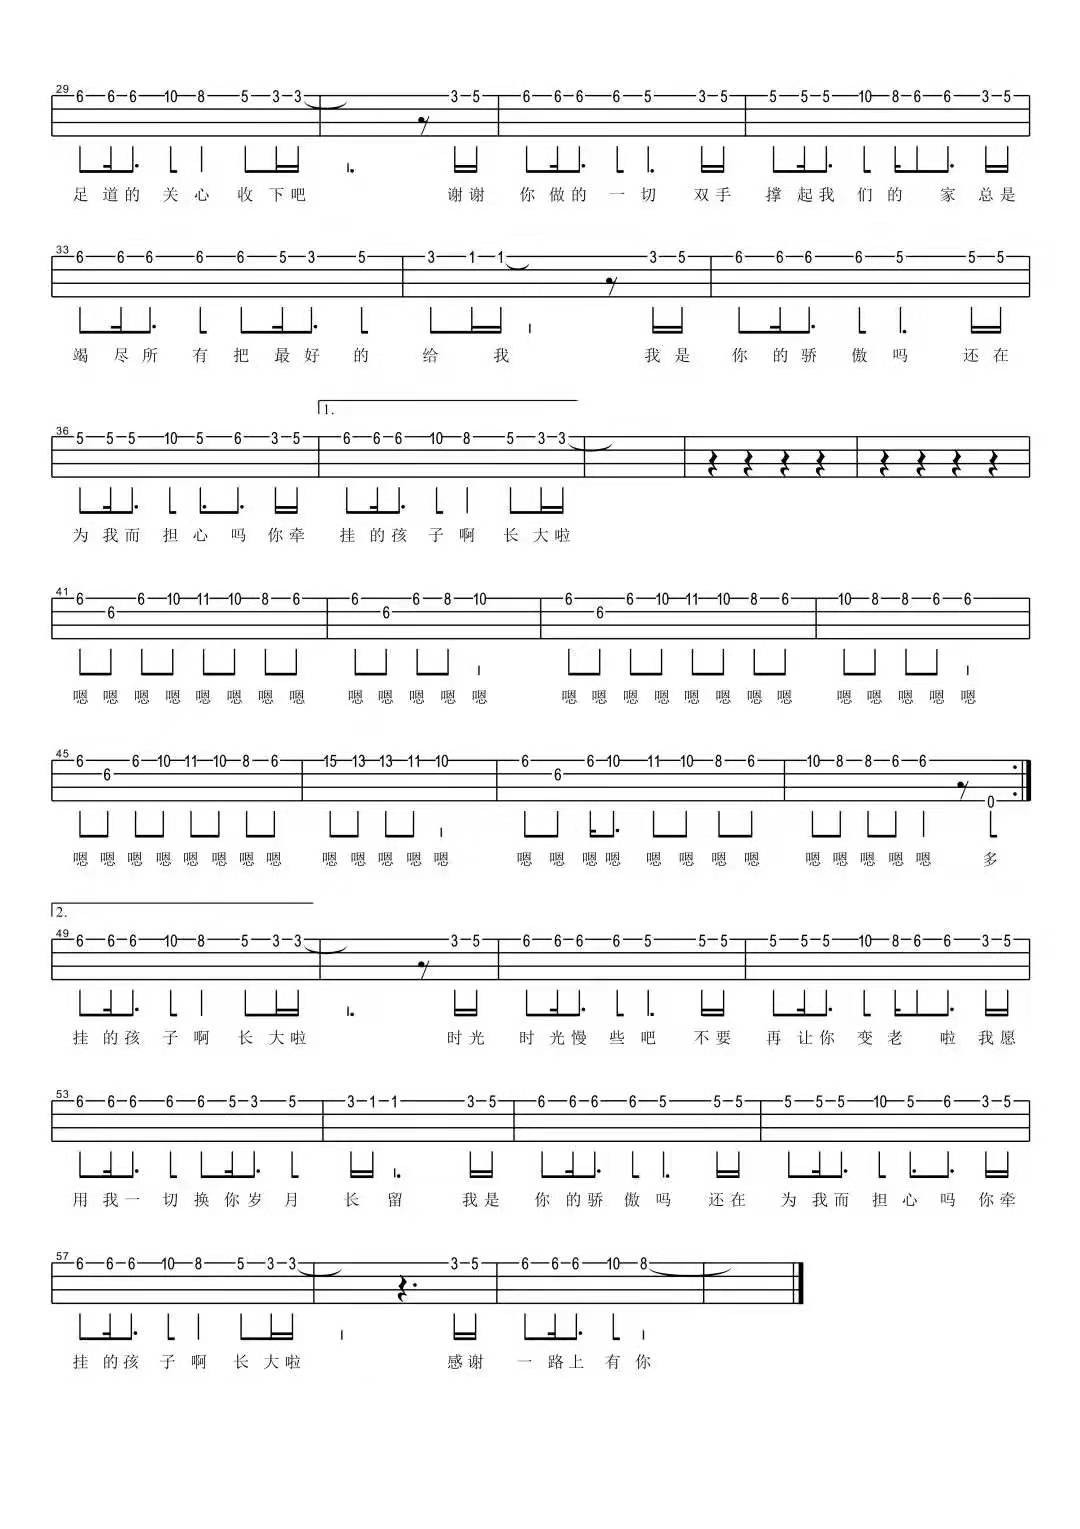 29 6 6 6 10 8 5 3 3 3 5 6 6 6 6 5 3 5 5 5 5 10 8 6 6 3 5
足道的关心收下吧 谢谢你做的一切双手撑起我们的家总是
33 6 6 6 6 6 5 3 5 3 1 1 3 5 6 6 6 6 5 5 5
竭尽所有把最好的给我 我是你的骄傲吗还在
1.
36 5 5 5 10 5 6 3 5 6 6 6 10 8 5 3 3
为我而担心吗你牵挂的孩子啊长大啦
41 6 6 6 10 11 10 8 6 6 6 6 8 10 6 6 6 10 11 10 8 6 10 8 8 6 6
嗯嗯嗯嗯嗯嗯嗯嗯 嗯嗯嗯嗯嗯 嗯嗯嗯嗯嗯嗯嗯嗯 嗯嗯嗯嗯嗯
45 6 6 6 10 11 10 8 6 15 13 13 11 10 6 6 6 10 11 10 8 6 10 8 8 6 6 0
嗯嗯嗯嗯嗯嗯嗯嗯 嗯嗯嗯嗯嗯 嗯嗯嗯嗯嗯嗯嗯嗯 嗯嗯嗯嗯嗯 多
2.
49 6 6 6 10 8 5 3 3 3 5 6 6 6 6 5 5 5 5 5 5 10 8 6 6 3 5
挂的孩子啊长大啦 时光时光慢些吧不要再让你变老啦我愿
53 6 6 6 6 6 5 3 5 3 1 1 3 5 6 6 6 6 5 5 5 5 5 5 10 5 6 3 5
用我一切换你岁月长留 我是你的骄傲吗还在为我而担心吗你牵
57 6 6 6 10 8 5 3 3 3 5 6 6 6 10 8
挂的孩子啊长大啦 感谢一路上有你